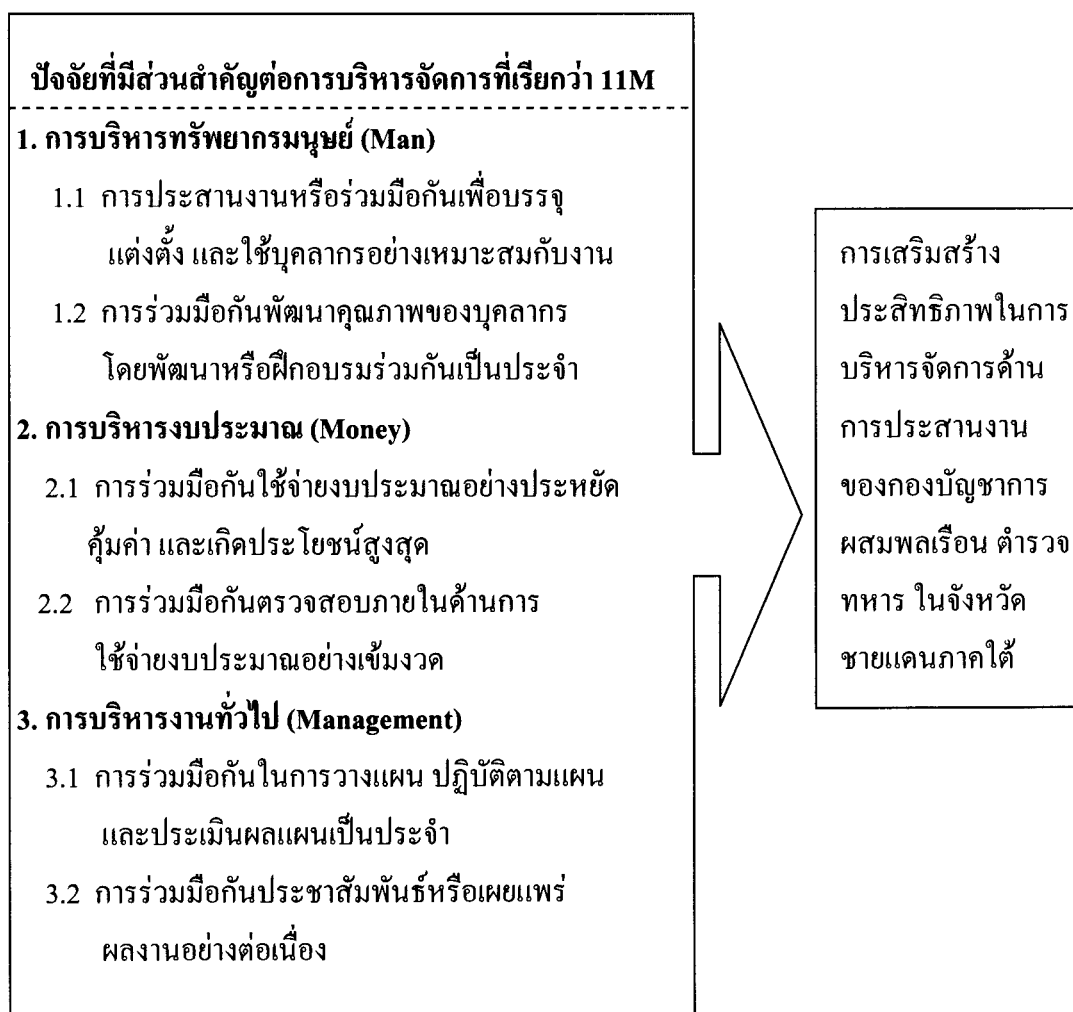 ปัจจัยที่มีส่วนสำคัญต่อการบริหารจัดการที่เรียกว่า 11M
1. การบริหารทรัพยากรมนุษย์ (Man)
1.1 การประสานงานหรือร่วมมือกันเพื่อบรรจุ
แต่งตั้ง และใช้บุคลากรอย่างเหมาะสมกับงาน
1.2 การร่วมมือกันพัฒนาคุณภาพของบุคลากร
โดยพัฒนาหรือฝึกอบรมร่วมกันเป็นประจำ
2. การบริหารงบประมาณ (Money)
2.1 การร่วมมือกันใช้จ่ายงบประมาณอย่างประหยัด
คุ้มค่า และเกิดประโยชน์สูงสุด
2.2 การร่วมมือกันตรวจสอบภายในด้านการ
ใช้จ่ายงบประมาณอย่างเข้มงวด
3. การบริหารงานทั่วไป (Management)
3.1 การร่วมมือกันในการวางแผน ปฏิบัติตามแผน
และประเมินผลแผนเป็นประจำ
3.2 การร่วมมือกันประชาสัมพันธ์หรือเผยแพร่
ผลงานอย่างต่อเนื่อง
การเสริมสร้าง
ประสิทธิภาพในการ
บริหารจัดการด้าน
การประสานงาน
ของกองบัญชาการ
ผสมพลเรือน ตำรวจ
ทหาร ในจังหวัด
ชายแดนภาคใต้